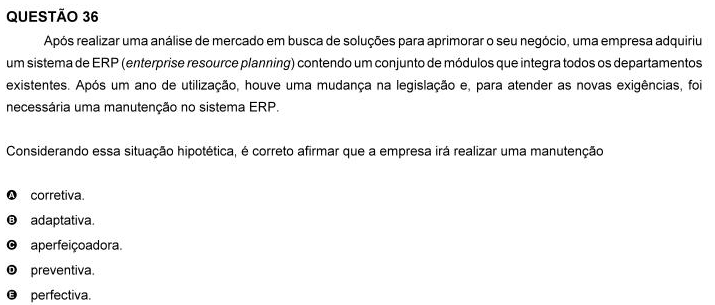 QUESTÃO 36
Após realizar uma análise de mercado em busca de soluções para aprimorar o seu negócio, uma empresa adquiriu
um sistema de ERP (enterprise resource planning) contendo um conjunto de módulos que integra todos os departamentos
existentes. Após um ano de utilização, houve uma mudança na legislação e, para atender as novas exigências, foi
necessária uma manutenção no sistema ERP.
Considerando essa situação hipotética, é correto afirmar que a empresa irá realizar uma manutenção
A corretiva.
B adaptativa.
C aperfeiçoadora.
D preventiva.
E perfectiva.